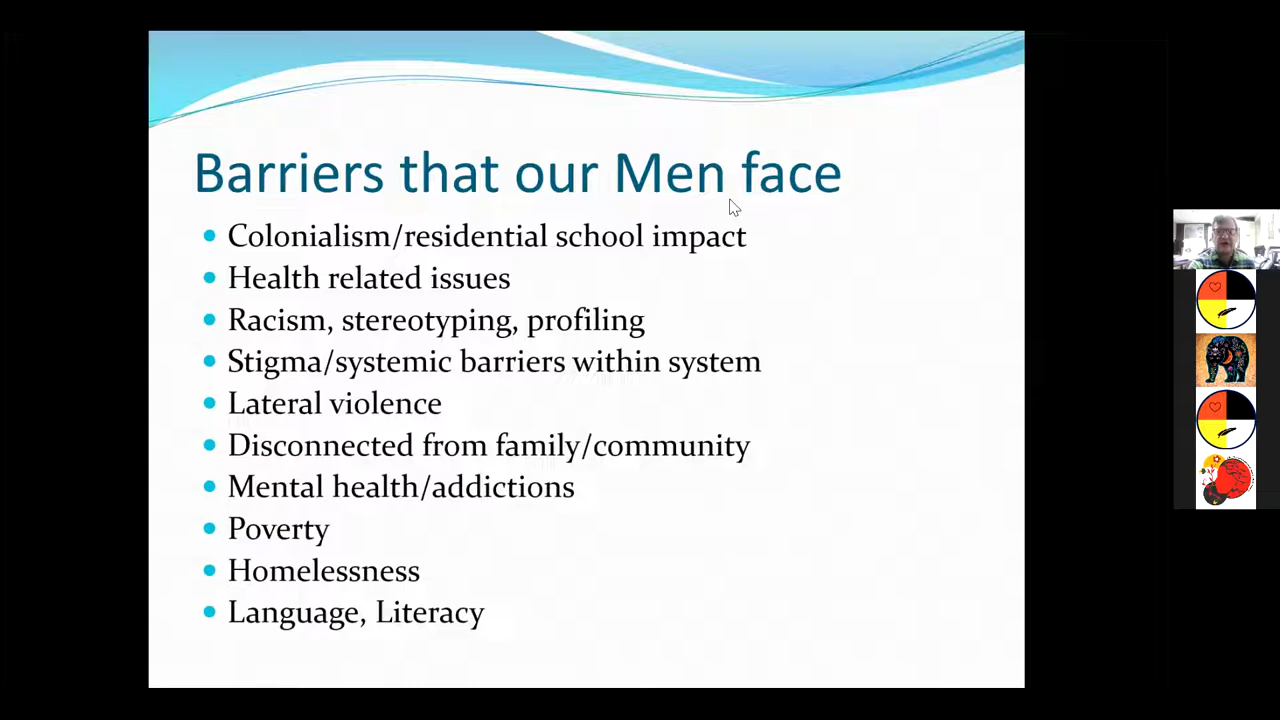 Barriers that our Men face
Colonialism/residential school impact
Health related issues
Racism, stereotyping, profiling
Stigma/systemic barriers within system
Lateral violence
Disconnected from family/community
Mental health/addictions
Poverty
Homelessness
Language, Literacy